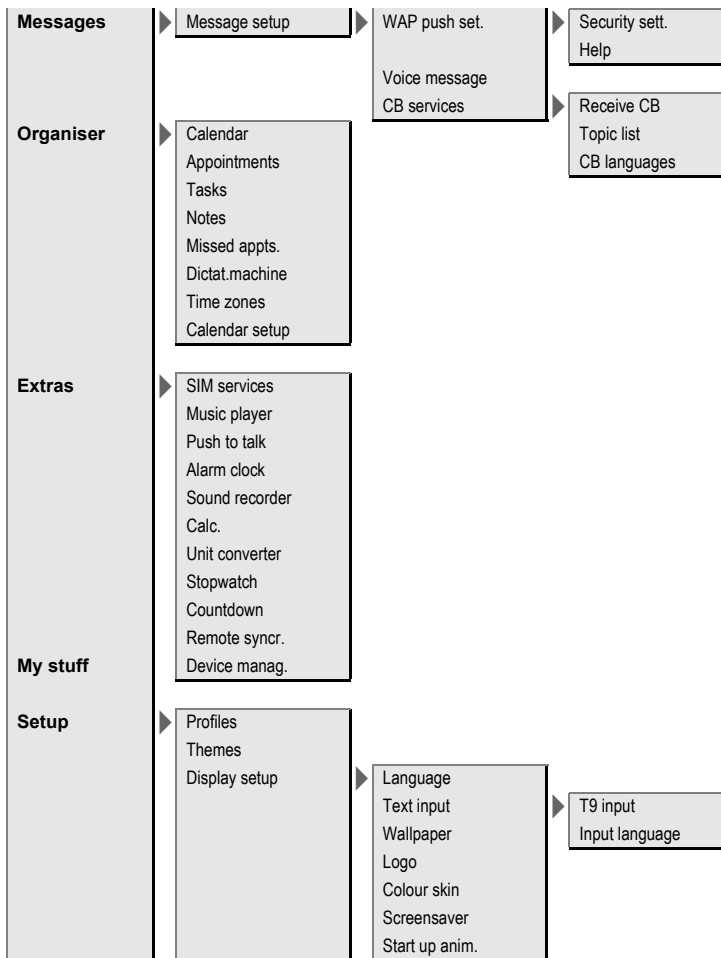 Messages
Message setup
WAP push set.
Security sett.
Help
Voice message
CB services
Receive CB
Topic list
CB languages
Organiser
Calendar
Appointments
Tasks
Notes
Missed appts.
Dictat.machine
Time zones
Calendar setup
Extras
SIM services
Music player
Push to talk
Alarm clock
Sound recorder
Calc.
Unit converter
Stopwatch
Countdown
Remote syncr.
Device manag.
My stuff
Setup
Profiles
Themes
Display setup
Language
Text input
T9 input
Input language
Wallpaper
Logo
Colour skin
Screensaver
Start up anim.